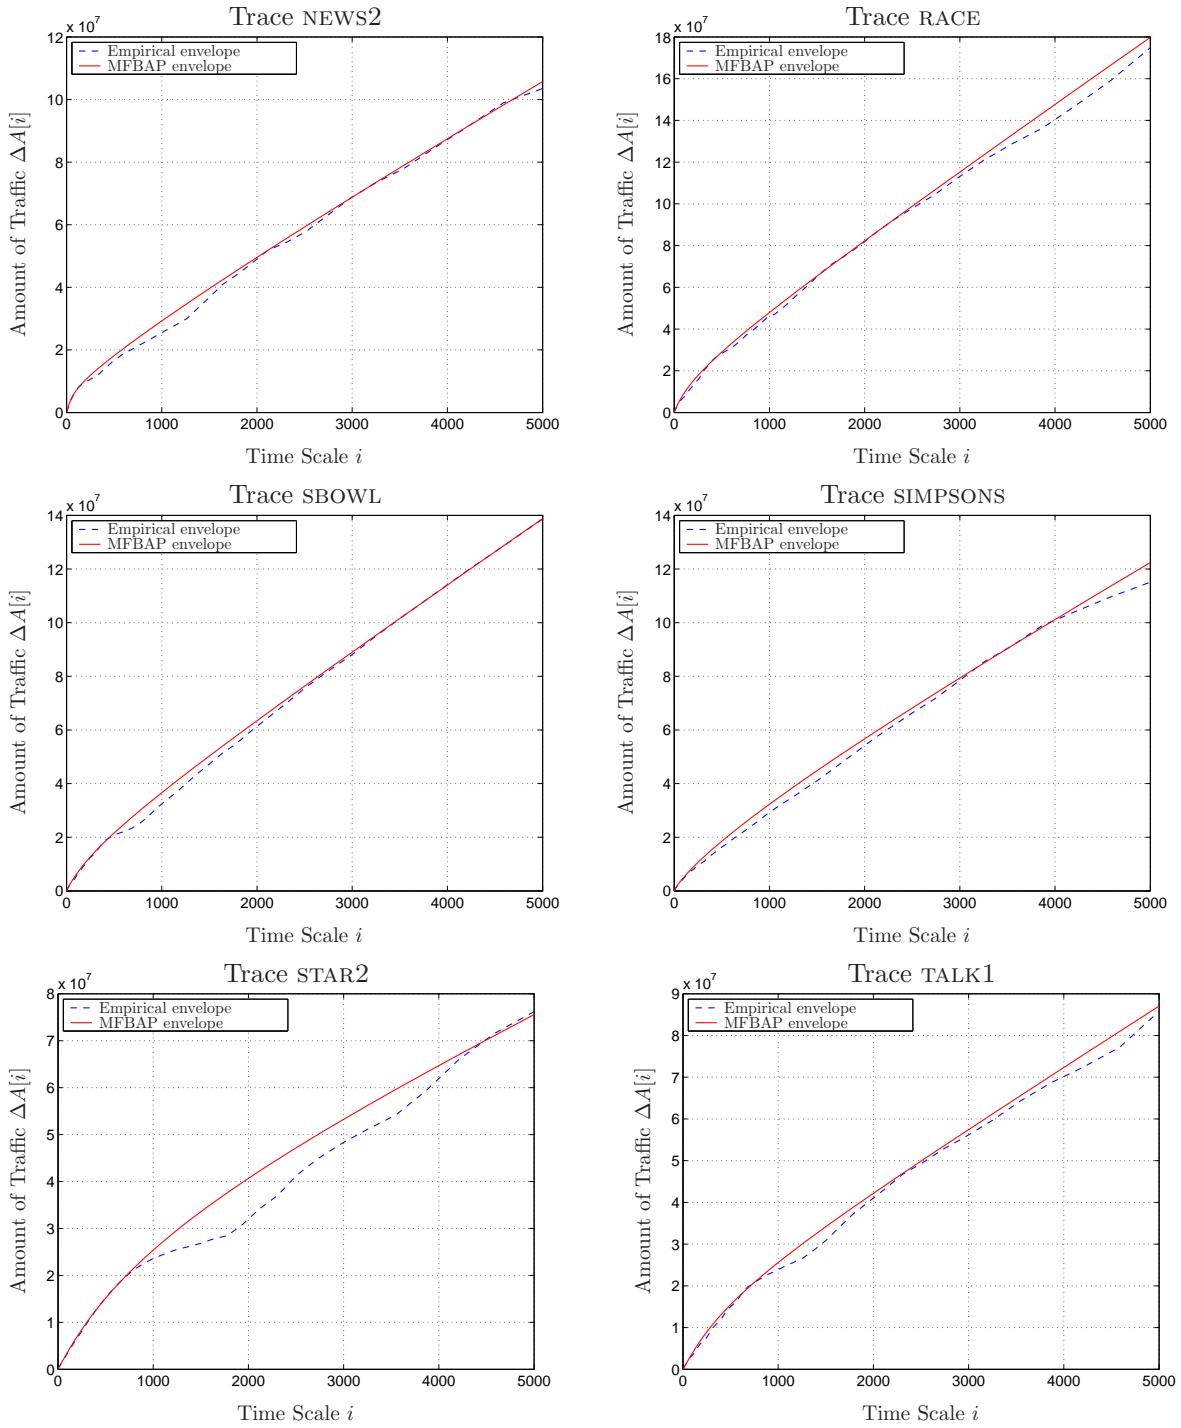 Trace NEWS2
x 10^7
Empirical envelope
MFBAP envelope
Amount of Traffic ΔA[i]
12
10
8
6
4
2
0
0 1000 2000 3000 4000 5000
Time Scale i
Trace RACE
x 10^7
Empirical envelope
MFBAP envelope
Amount of Traffic ΔA[i]
18
16
14
12
10
8
6
4
2
0
0 1000 2000 3000 4000 5000
Time Scale i
Trace SBOWL
x 10^7
Empirical envelope
MFBAP envelope
Amount of Traffic ΔA[i]
14
12
10
8
6
4
2
0
0 1000 2000 3000 4000 5000
Time Scale i
Trace SIMPSONS
x 10^7
Empirical envelope
MFBAP envelope
Amount of Traffic ΔA[i]
14
12
10
8
6
4
2
0
0 1000 2000 3000 4000 5000
Time Scale i
Trace STAR2
x 10^7
Empirical envelope
MFBAP envelope
Amount of Traffic ΔA[i]
8
7
6
5
4
3
2
1
0
0 1000 2000 3000 4000 5000
Time Scale i
Trace TALK1
x 10^7
Empirical envelope
MFBAP envelope
Amount of Traffic ΔA[i]
9
8
7
6
5
4
3
2
1
0
0 1000 2000 3000 4000 5000
Time Scale i